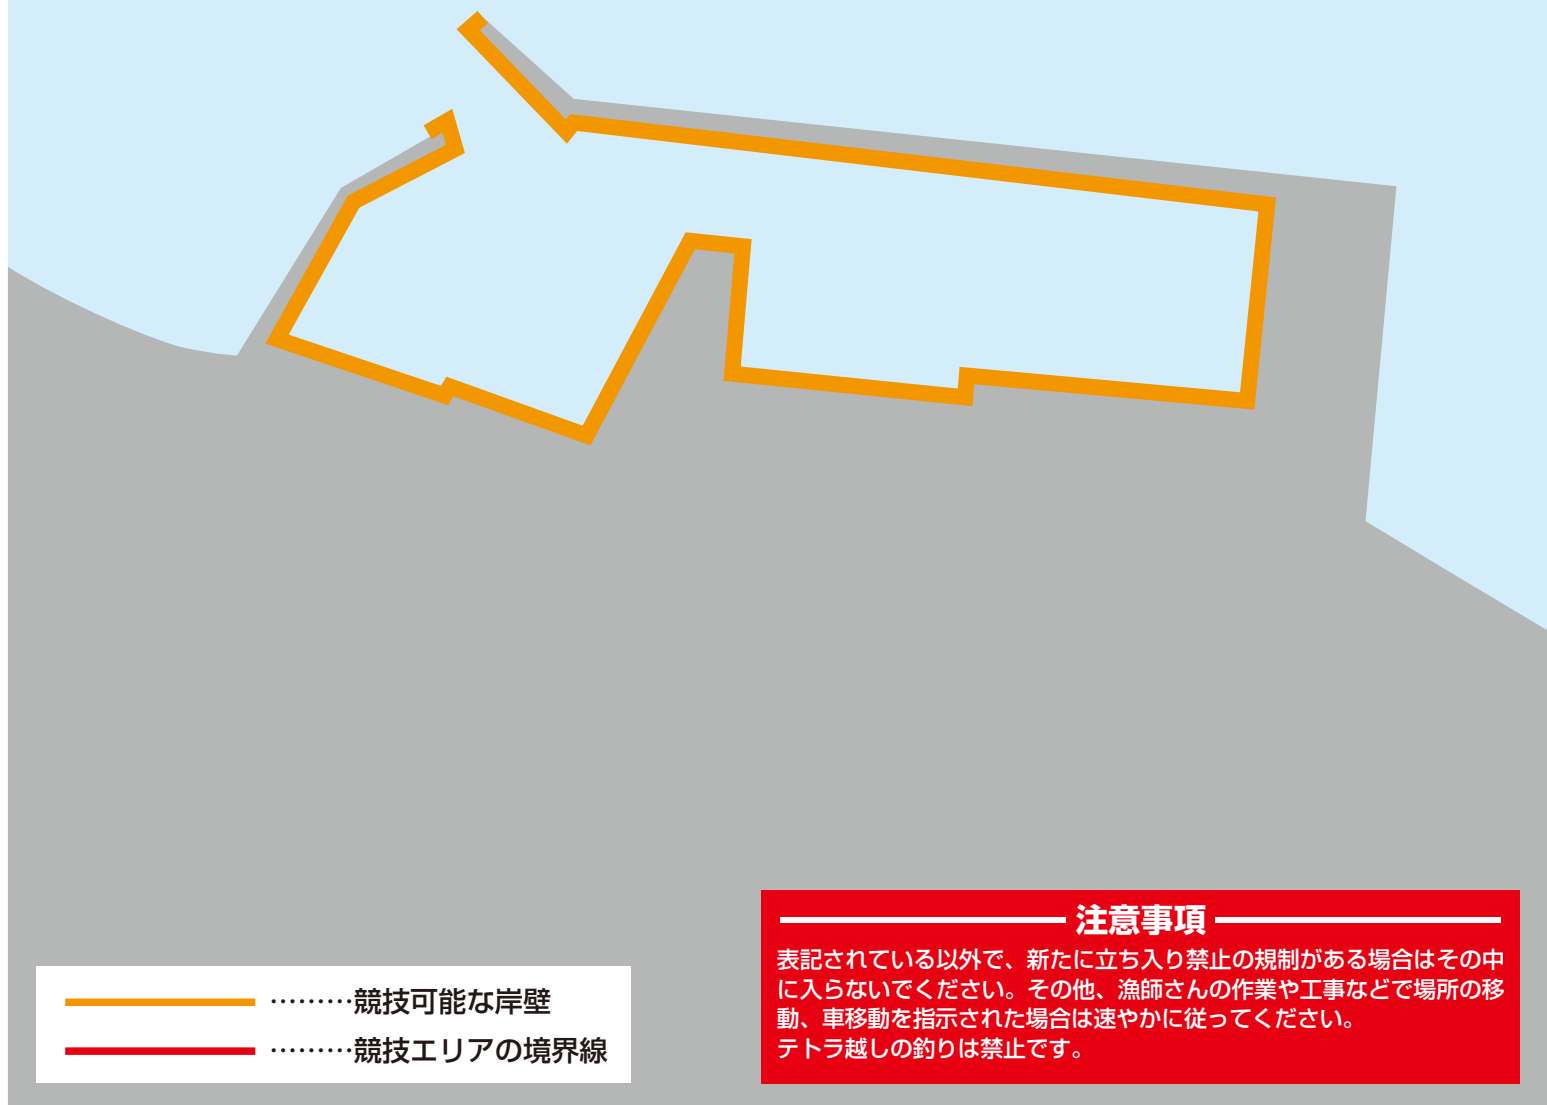 注意事項
表記されている以外で、新たに立ち入り禁止の規制がある場合はその中
に入らないでください。その他、漁師さんの作業や工事などで場所の移
動、車移動を指示された場合は速やかに従ってください。
テトラ越しの釣りは禁止です。
………競技可能な岸壁
………競技エリアの境界線